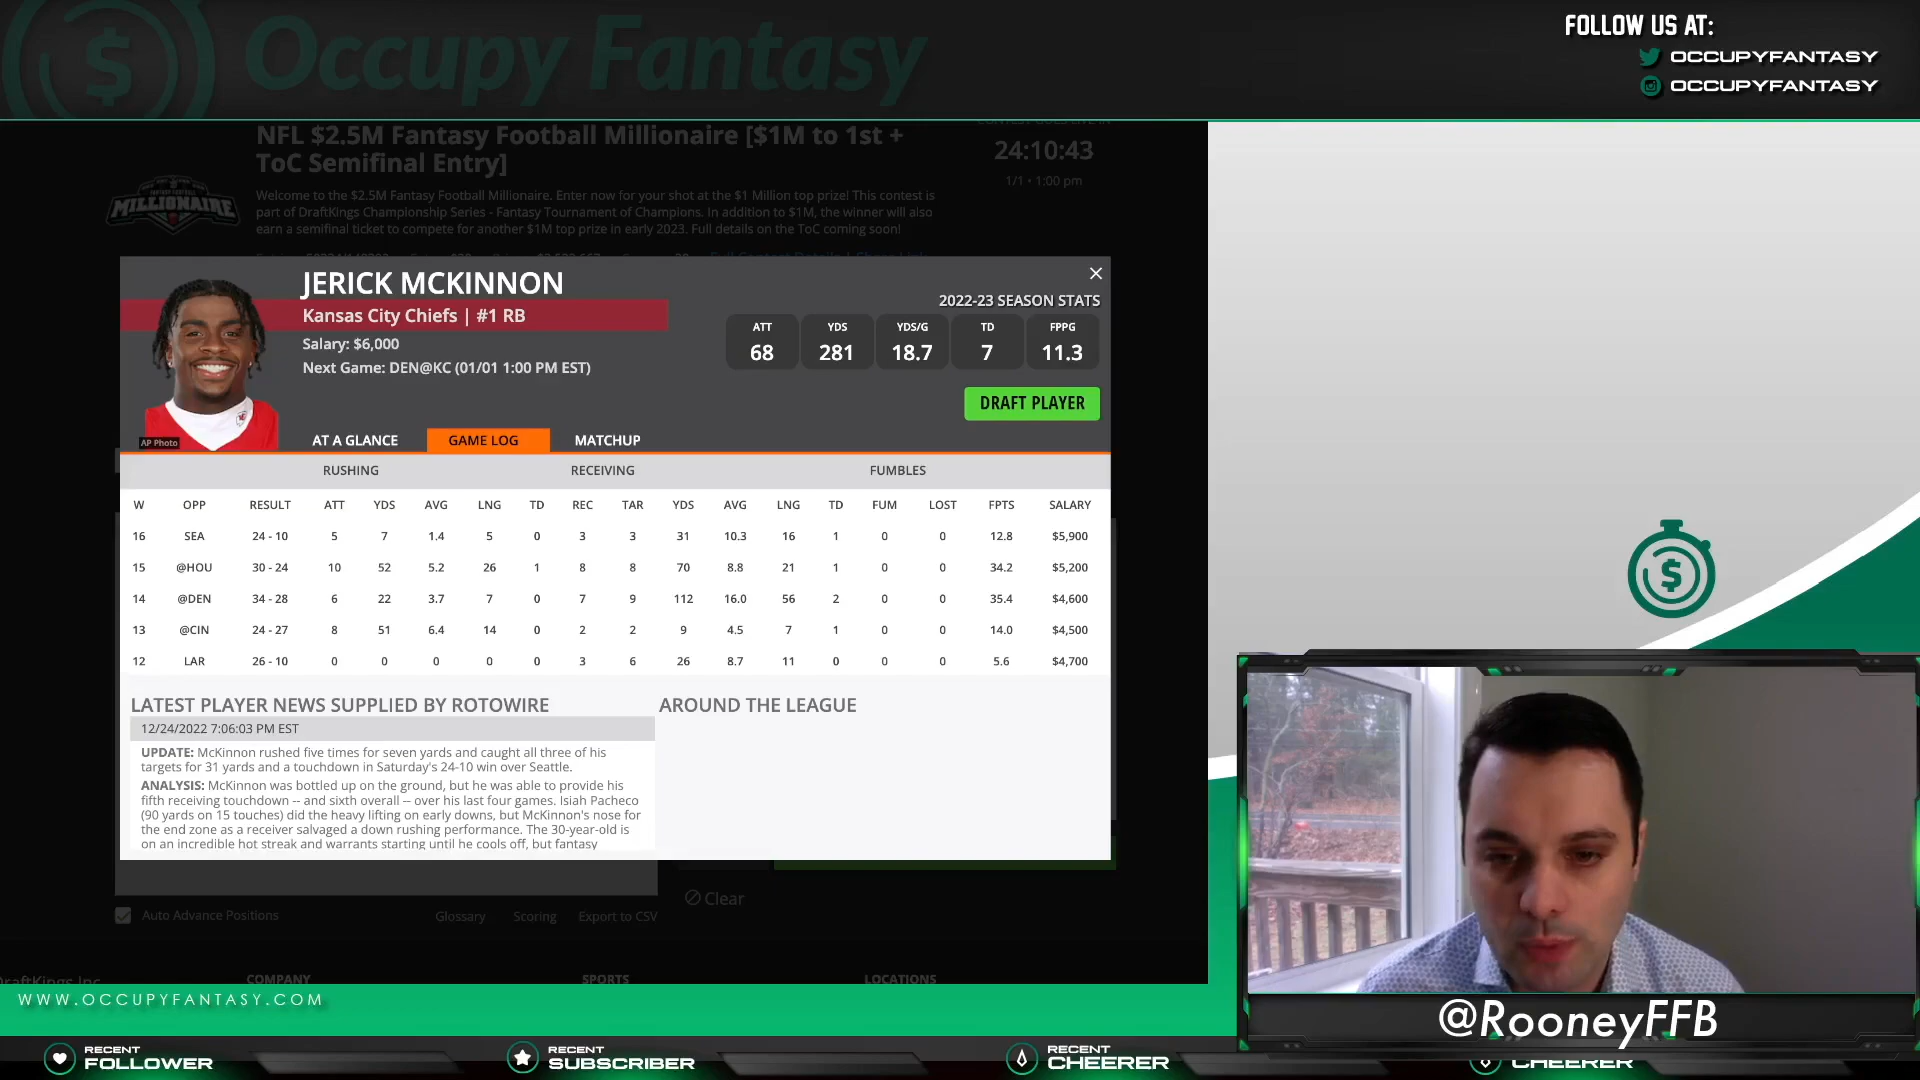 Occupy Fantasy
FOLLOW US AT:
OCCUPYFANTASY
OCCUPYFANTASY
NFL $2.5M Fantasy Football Millionaire [$1M to 1st +
ToC Semifinal Entry]
24:10:43
1/1 • 1:00 pm
MILLIONAIRE
Welcome to the $2.5M Fantasy Football Millionaire. Enter now for your shot at the $1 Million top prize! This contest is
part of DraftKings Championship Series - Fantasy Tournament of Champions. In addition to $1M, the winner will also
earn a semifinal ticket to compete for another $1M top prize in early 2023. Full details on the ToC coming soon!
JERICK MCKINNON
Kansas City Chiefs | #1 RB
Salary: $6,000
Next Game: DEN@KC (01/01 1:00 PM EST)
AP Photo
2022-23 SEASON STATS
ATT YDS YDS/G TD FPPG
68 281 18.7 7 11.3
DRAFT PLAYER
AT A GLANCE GAME LOG MATCHUP
RUSHING RECEIVING FUMBLES
W OPP RESULT ATT YDS AVG LNG TD REC TAR YDS AVG LNG TD FUM LOST FPTS SALARY
16 SEA 24 - 10 5 7 1.4 5 0 3 3 31 10.3 16 1 0 0 12.8 $5,900
15 @HOU 30 - 24 10 52 5.2 26 1 8 8 70 8.8 21 1 0 0 34.2 $5,200
14 @DEN 34 - 28 6 22 3.7 7 0 7 9 112 16.0 56 2 0 0 35.4 $4,600
13 @CIN 24 - 27 8 51 6.4 14 0 2 2 9 4.5 7 1 0 0 14.0 $4,500
12 LAR 26 - 10 0 0 0 0 0 3 6 26 8.7 11 0 0 0 5.6 $4,700
LATEST PLAYER NEWS SUPPLIED BY ROTOWIRE
AROUND THE LEAGUE
12/24/2022 7:06:03 PM EST
UPDATE: McKinnon rushed five times for seven yards and caught all three of his
targets for 31 yards and a touchdown in Saturday's 24-10 win over Seattle.
ANALYSIS: McKinnon was bottled up on the ground, but he was able to provide his
fifth receiving touchdown -- and sixth overall -- over his last four games. Isiah Pacheco
(90 yards on 15 touches) did the heavy lifting on early downs, but McKinnon's nose for
the end zone as a receiver salvaged a down rushing performance. The 30-year-old is
on an incredible hot streak and warrants starting until he cools off, but fantasy
Clear
Auto Advance Positions
Glossary Scoring Export to CSV
DraftKings Inc. COMPANY SPORTS LOCATIONS
WWW.OCCUPYFANTASY.COM
@RooneyFFB
RECENT
FOLLOWER
RECENT
SUBSCRIBER
RECENT
CHEERER
CHEERER